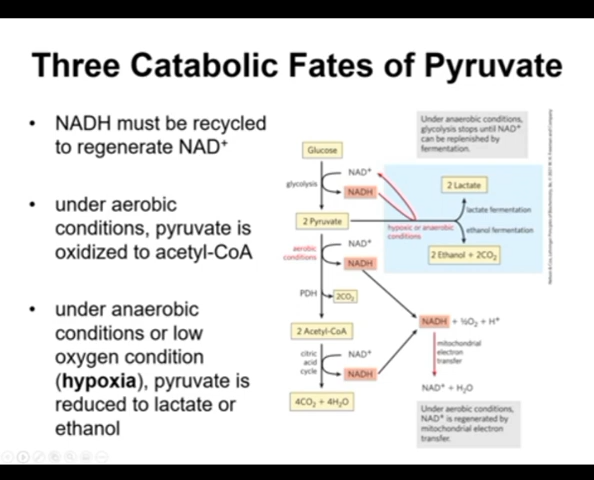 Three Catabolic Fates of Pyruvate
• NADH must be recycled
to regenerate NAD⁺
• under aerobic
conditions, pyruvate is
oxidized to acetyl-CoA
• under anaerobic
conditions or low
oxygen condition
(hypoxia), pyruvate is
reduced to lactate or
ethanol
Under anaerobic conditions,
glycolysis stops until NAD⁺
can be replenished by
fermentation.
Glucose
glycolysis
NAD⁺
NADH
2 Pyruvate
hypoxic or anaerobic
conditions
2 Lactate
lactate fermentation
ethanol fermentation
2 Ethanol + 2CO₂
aerobic
conditions
NAD⁺
NADH
PDH
2CO₂
2 Acetyl-CoA
citric
acid
cycle
NAD⁺
NADH
4CO₂ + 4H₂O
NADH + ½O₂ + H⁺
mitochondrial
electron
transfer
NAD⁺ + H₂O
Under aerobic conditions,
NAD⁺ is regenerated by
mitochondrial electron
transfer.